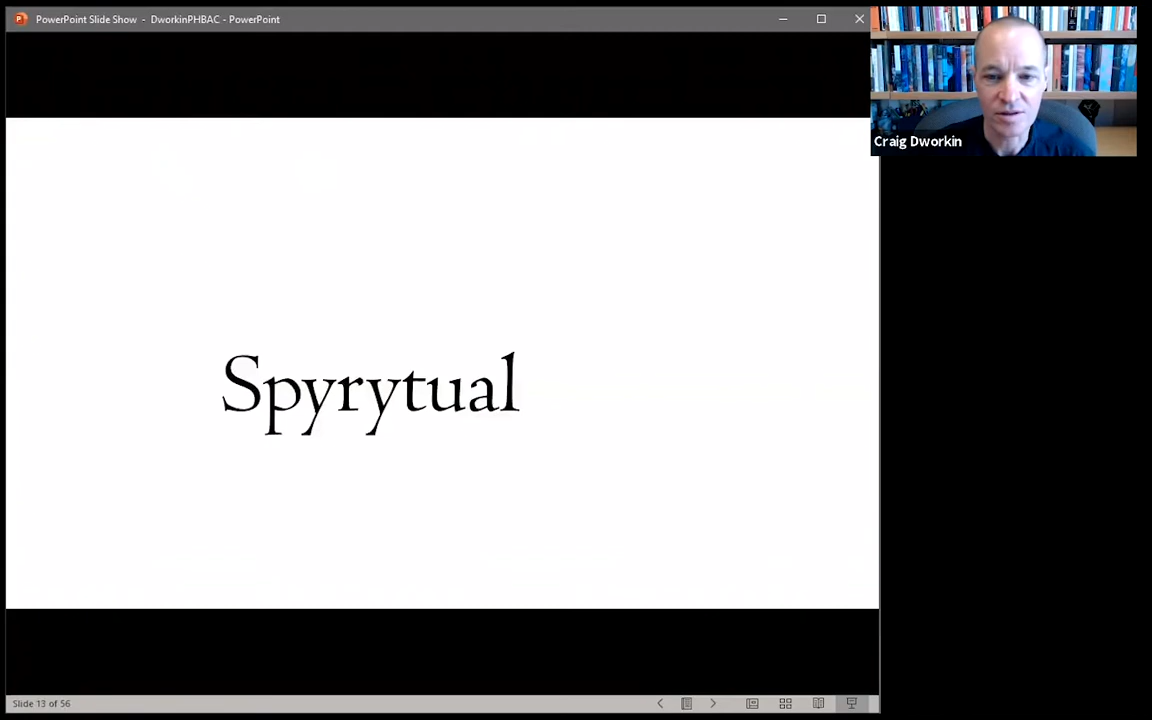 PowerPoint Slide Show - DworkinPHBAC - PowerPoint
Craig Dworkin
Spyrytual
Slide 13 of 56